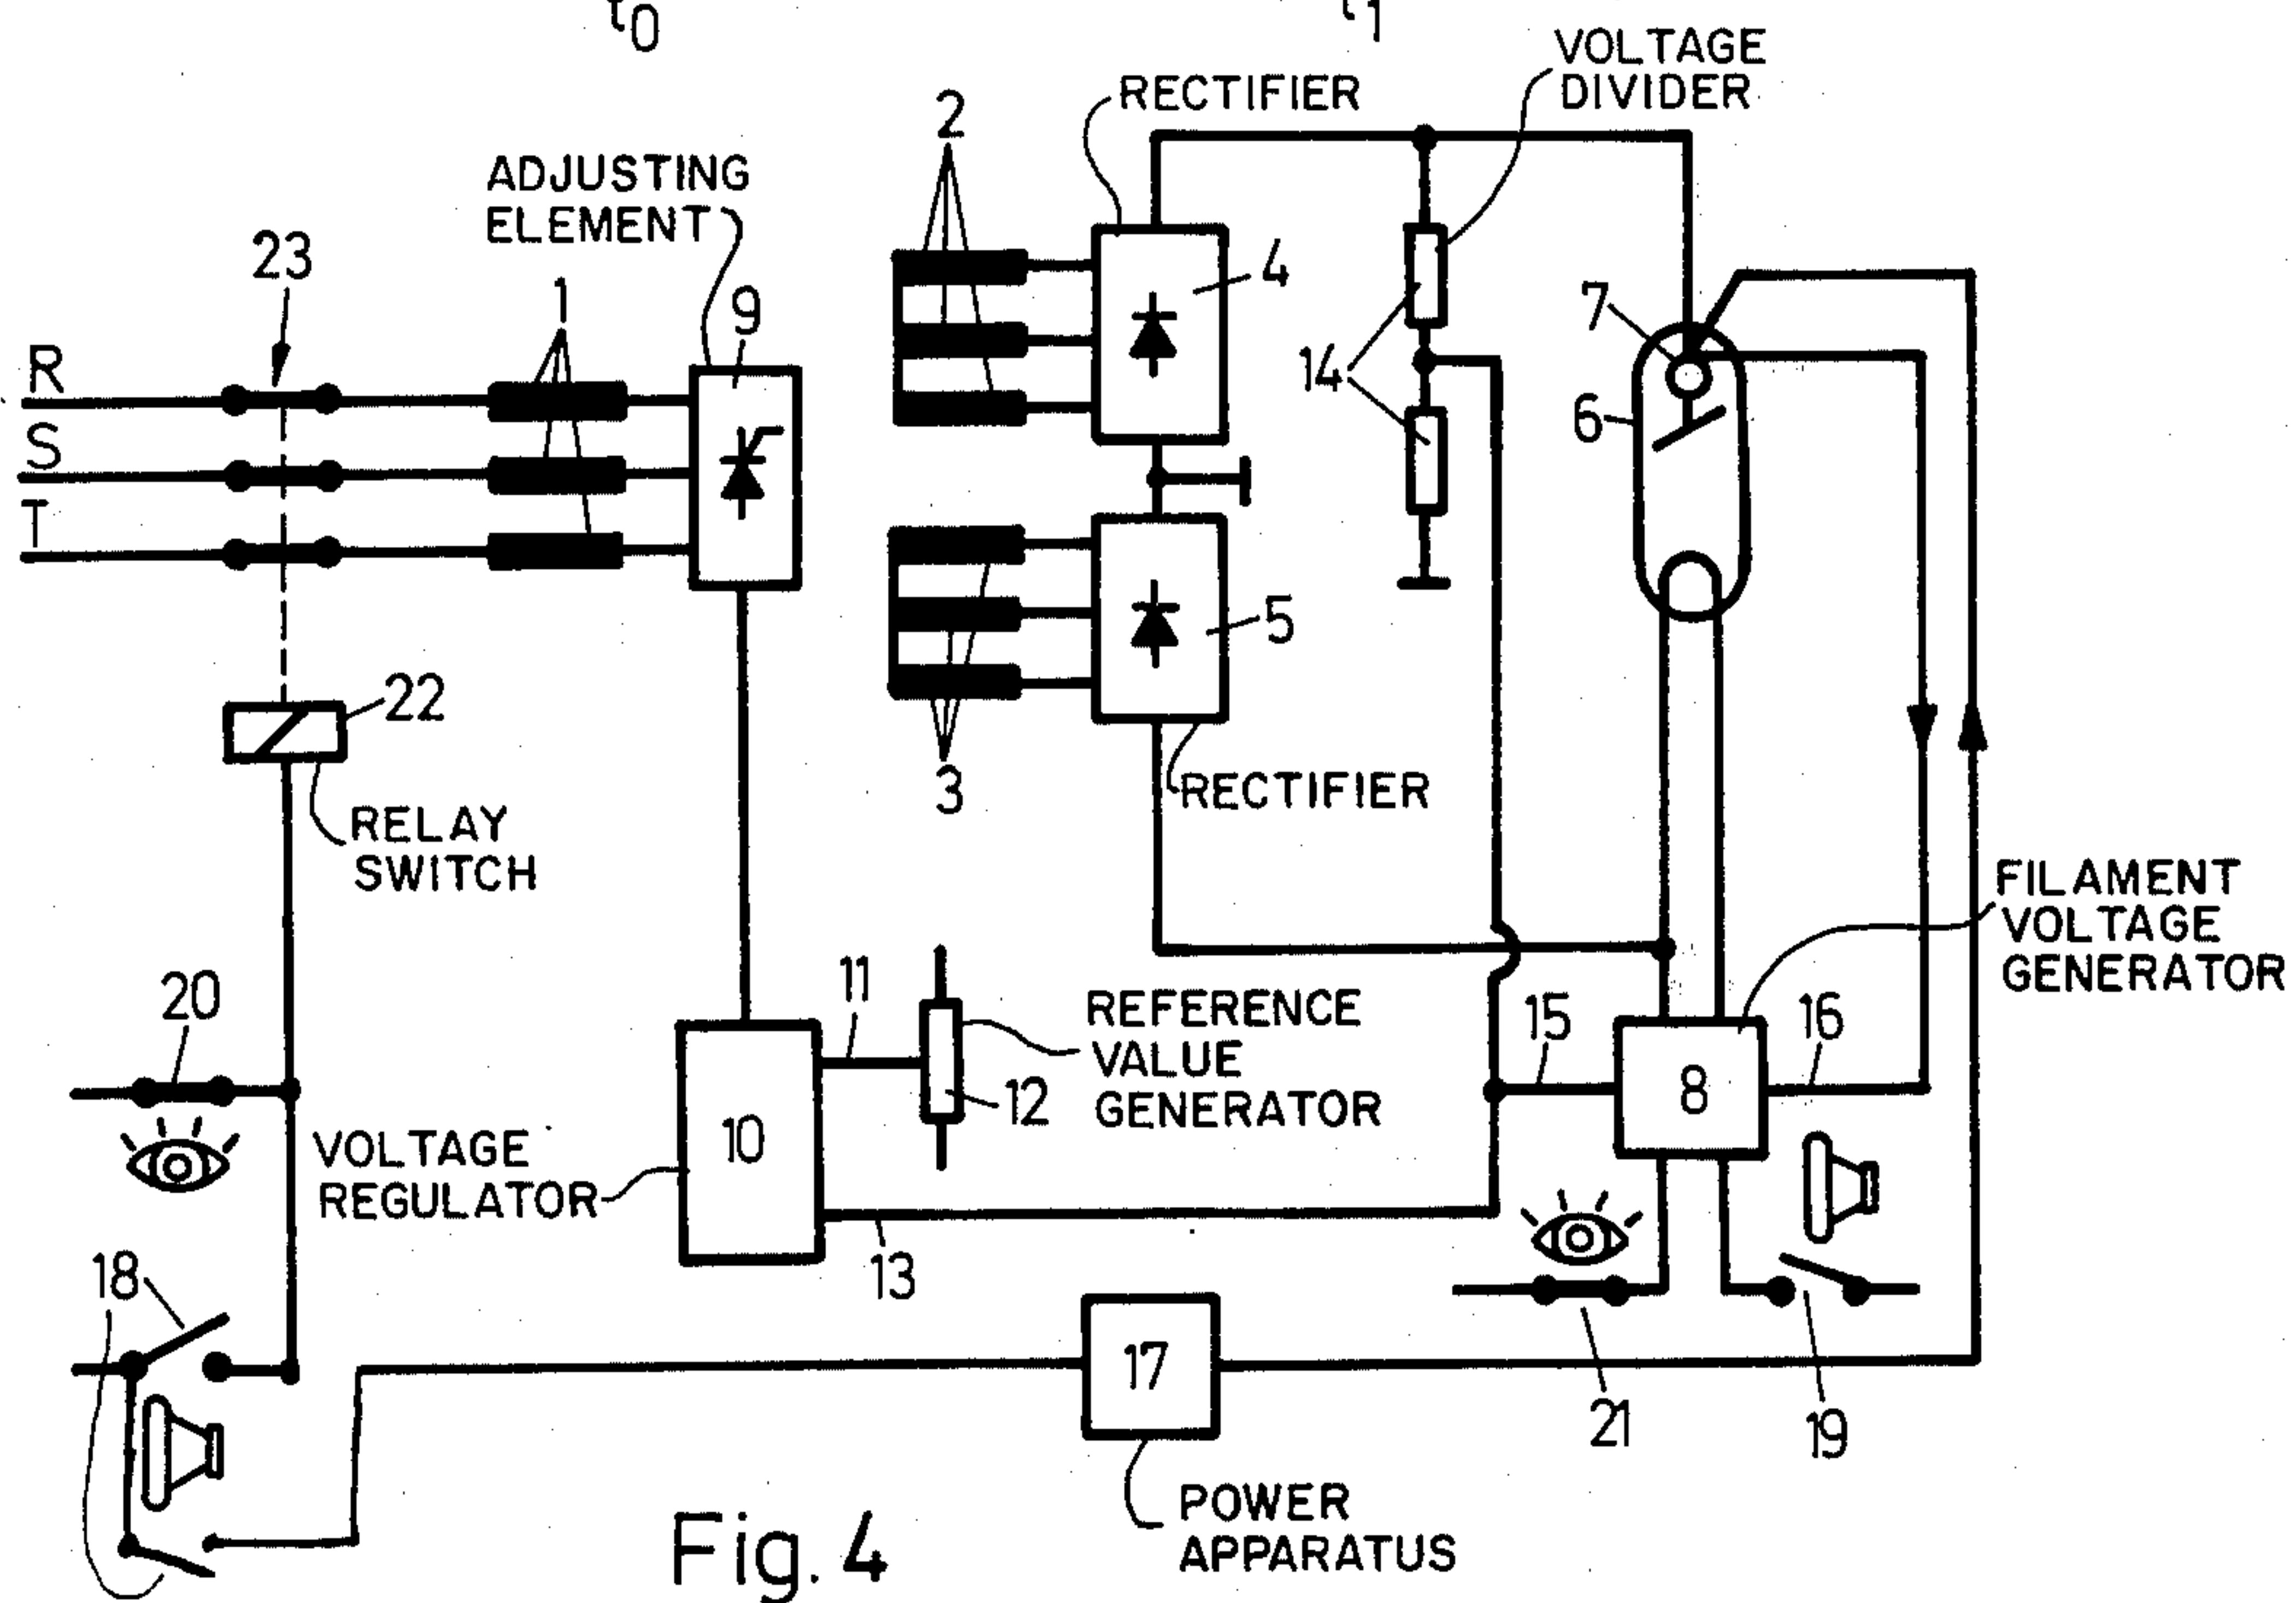 t0
t1
VOLTAGE
DIVIDER
RECTIFIER
2
ADJUSTING
ELEMENT
23
1
9
4
7
14
6
R
S
T
5
22
3
RECTIFIER
RELAY
SWITCH
FILAMENT
VOLTAGE
GENERATOR
20
11
REFERENCE
VALUE
GENERATOR
12
15
16
8
10
VOLTAGE
REGULATOR
13
18
17
21
19
POWER
APPARATUS
Fig. 4